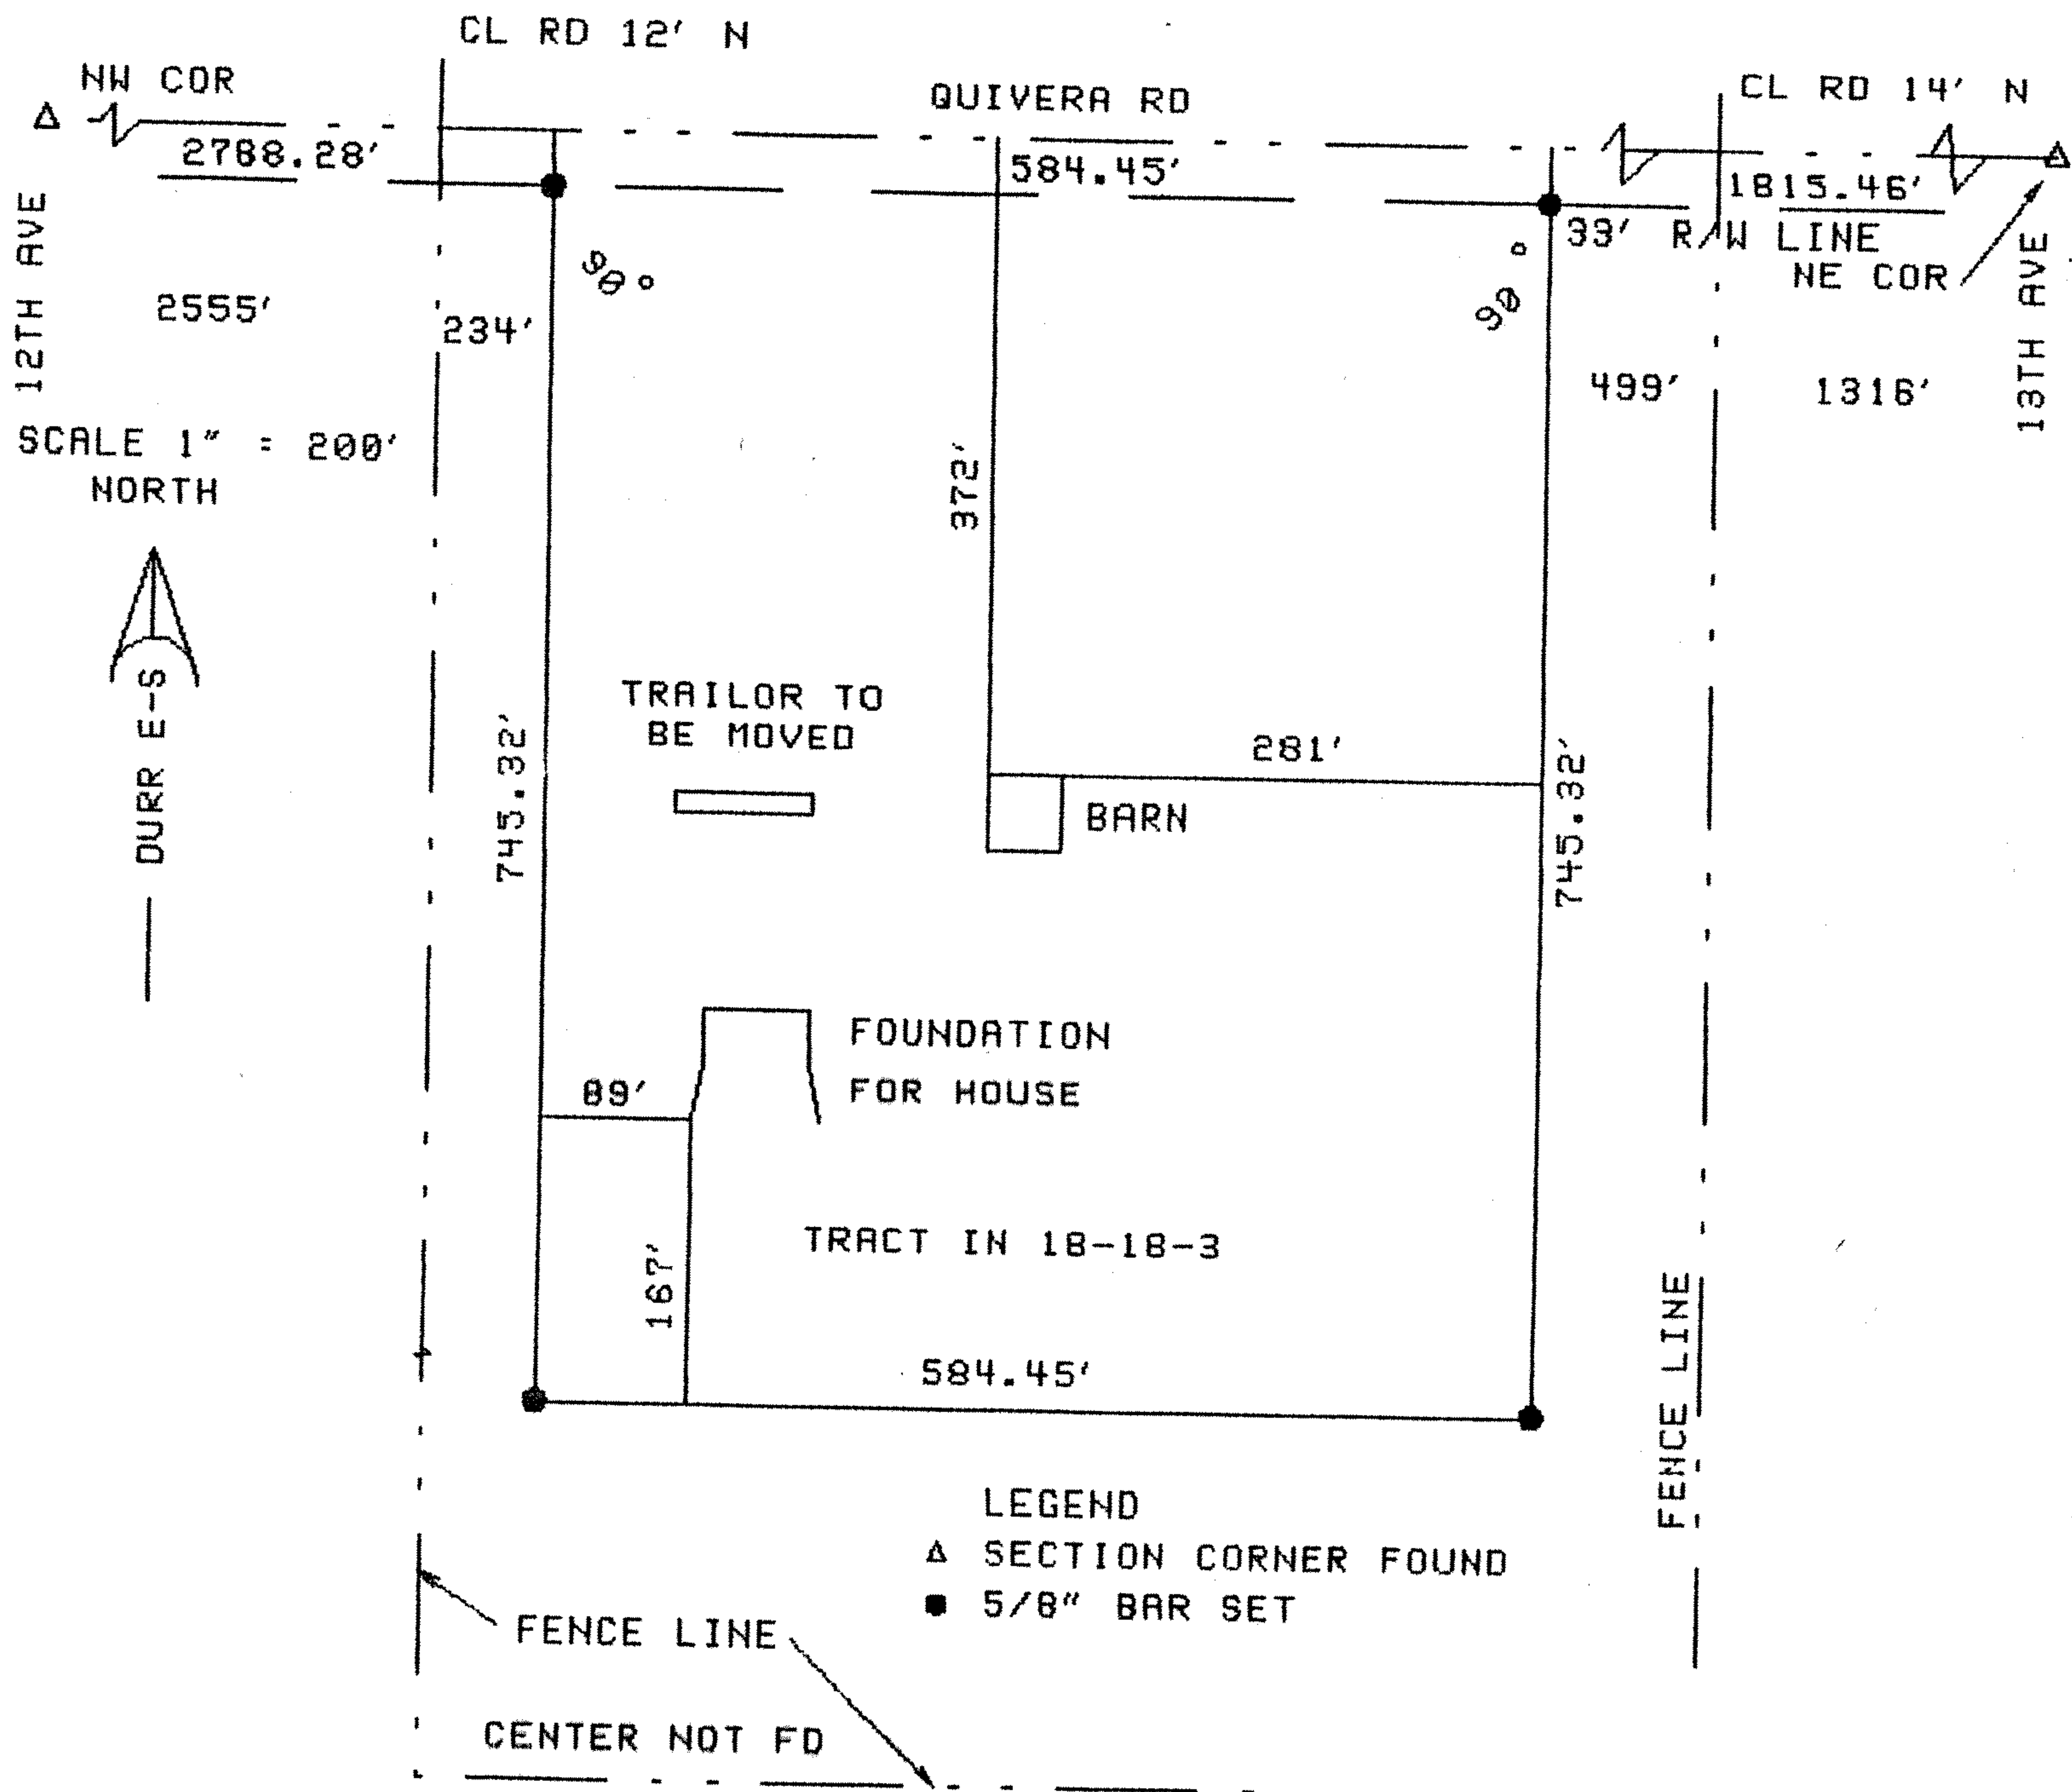 CL RD 12' N
NW COR
QUIVERA RD
CL RD 14' N
2788.28'
584.45'
1815.46'
33' R/W LINE
NE COR
12TH AVE
13TH AVE
90°
90°
2555'
234'
499'
1316'
SCALE 1" = 200'
NORTH
372'
DURR E-S
TRAILOR TO
BE MOVED
745.32'
281'
745.32'
BARN
FOUNDATION
FOR HOUSE
89'
167'
TRACT IN 18-18-3
584.45'
FENCE LINE
LEGEND
Δ SECTION CORNER FOUND
● 5/8" BAR SET
FENCE LINE
CENTER NOT FD